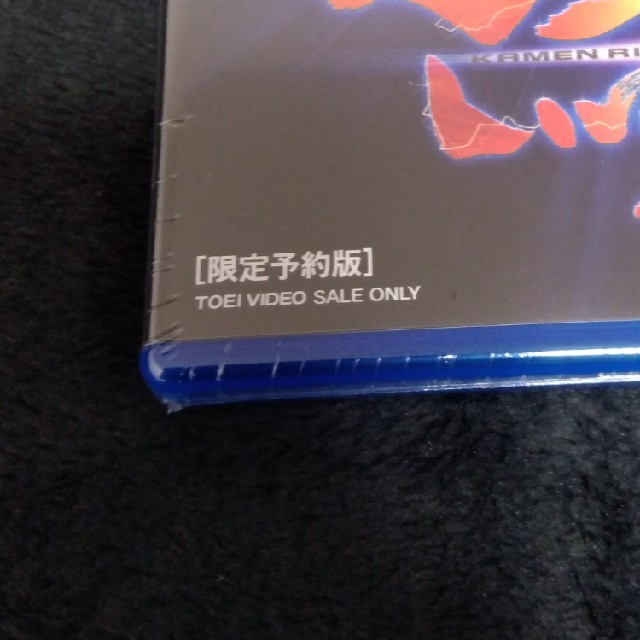 KAMEN RI
[限定予約版]
TOEI VIDEO SALE ONLY